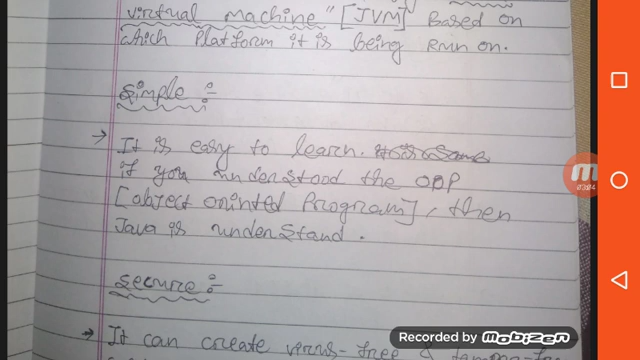 virtual machine" [JVM] Based on
which Platform it is being Run on.
Simple :-
→ It is easy to learn.
if you understood the OPP
[object orinted Program], then
Java is understand.
Secure :-
→ It can create virus-free &
Recorded by MOBIZEN